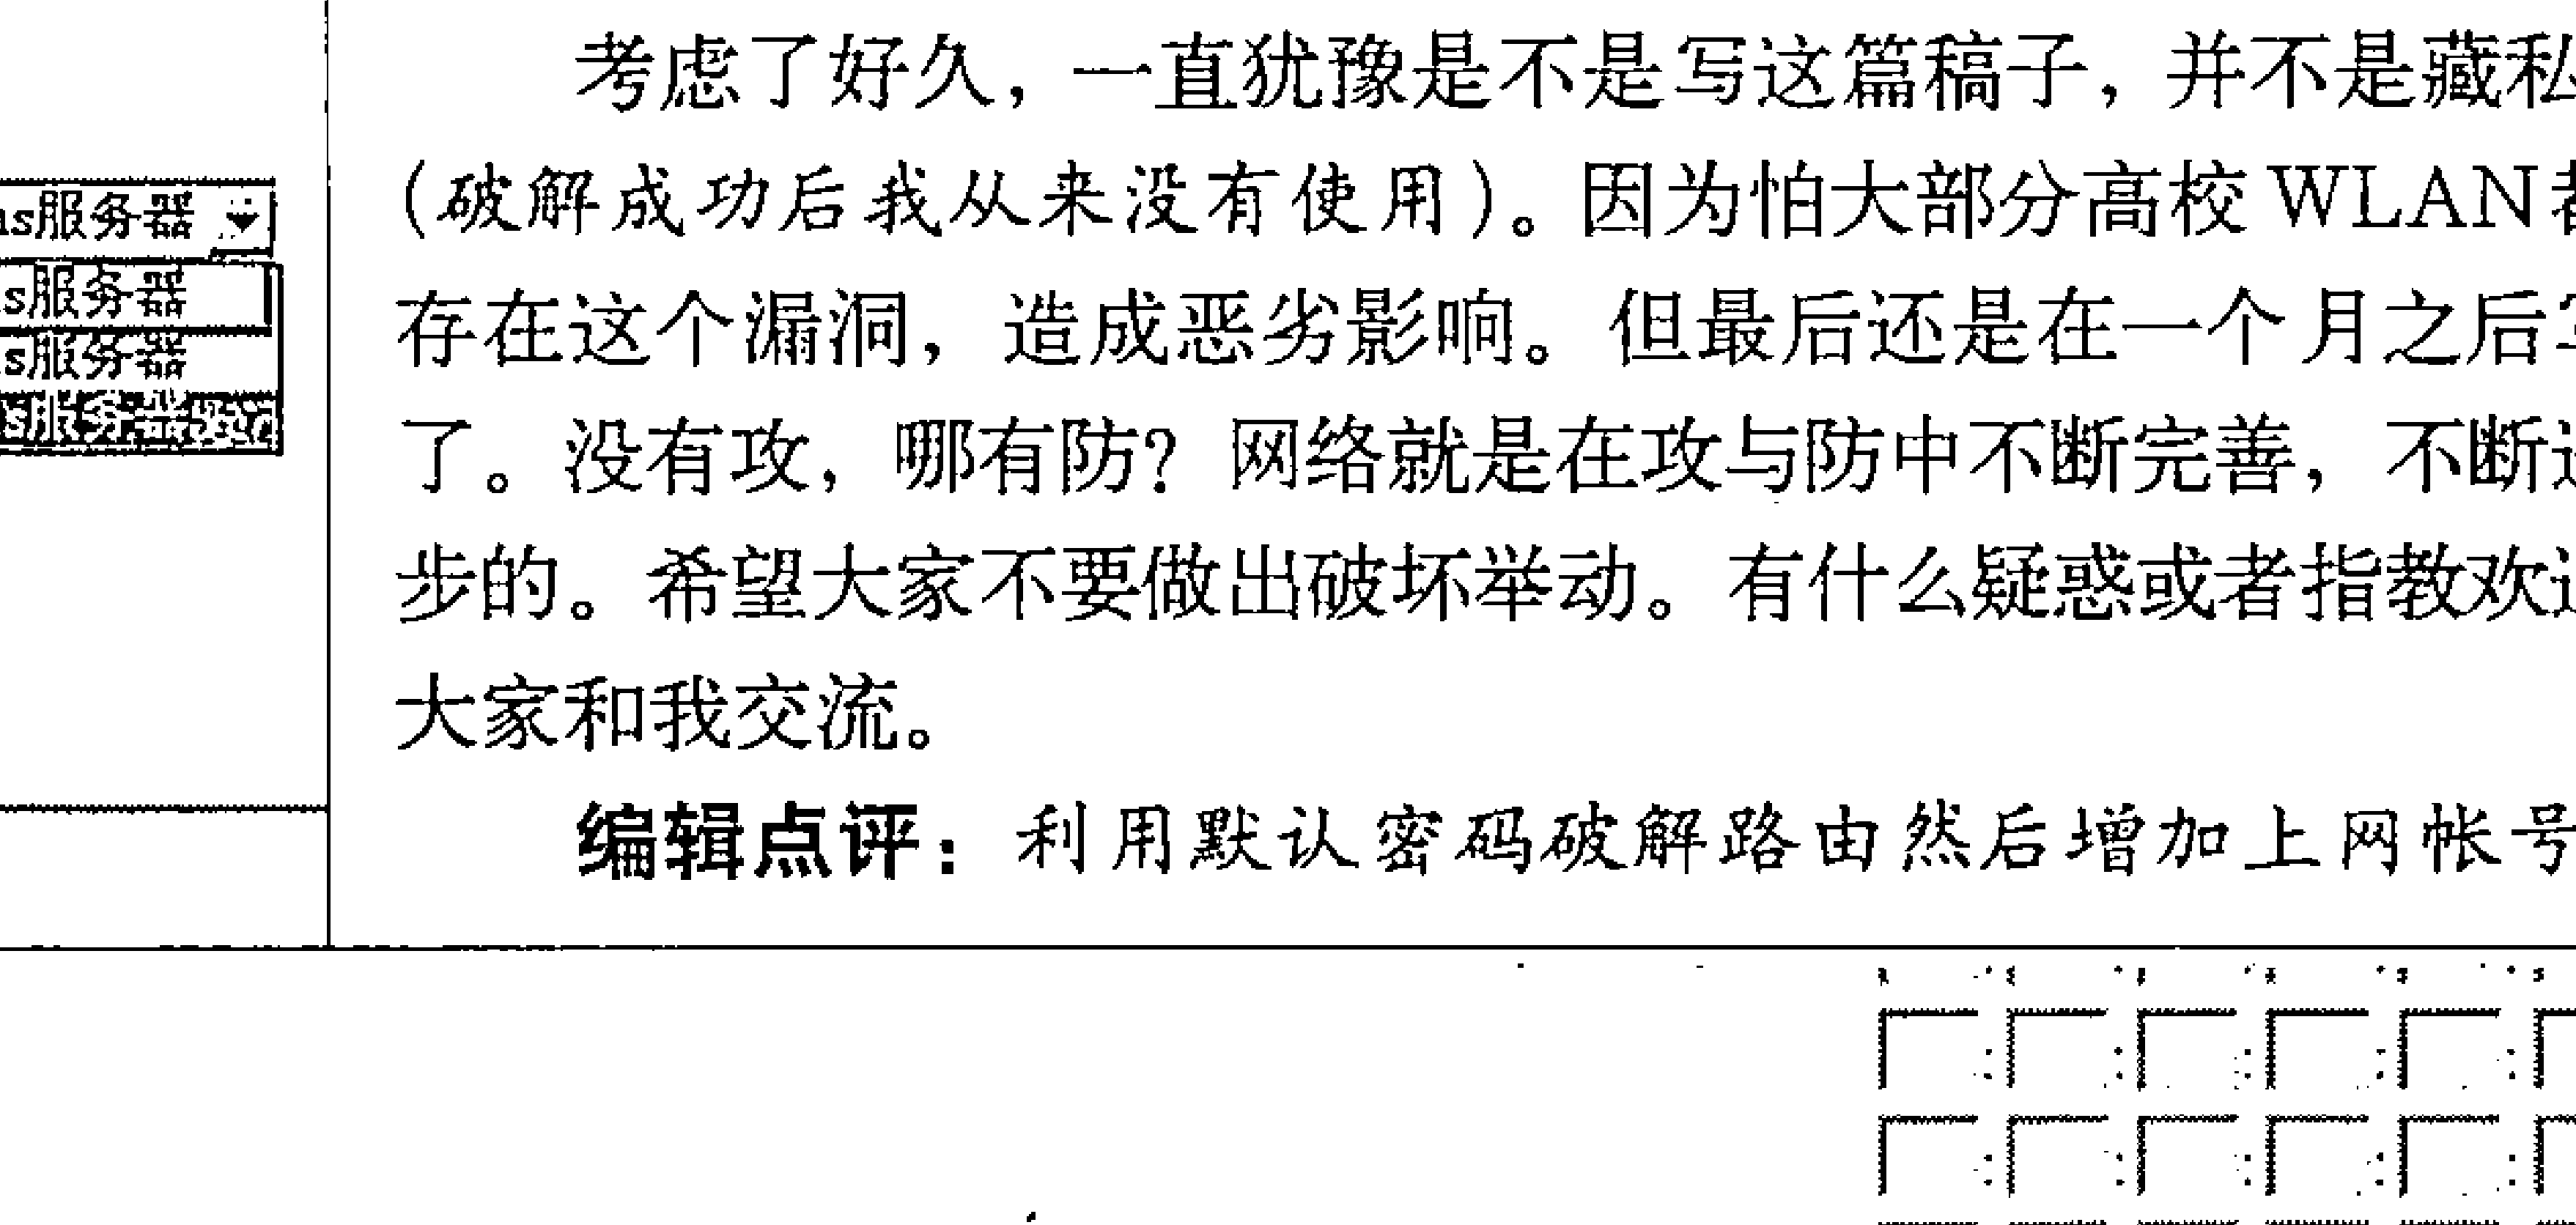 ns服务器
s服务器
s服务器
s服务器
考虑了好久，一直犹豫是不是写这篇稿子，并不是藏私
（破解成功后我从来没有使用）。因为怕大部分高校 WLAN
存在这个漏洞，造成恶劣影响。但最后还是在一个月之后
了。没有攻，哪有防？网络就是在攻与防中不断完善，不断
步的。希望大家不要做出破坏举动。有什么疑惑或者指教欢
大家和我交流。
编辑点评：利用默认密码破解路由然后增加上网帐号